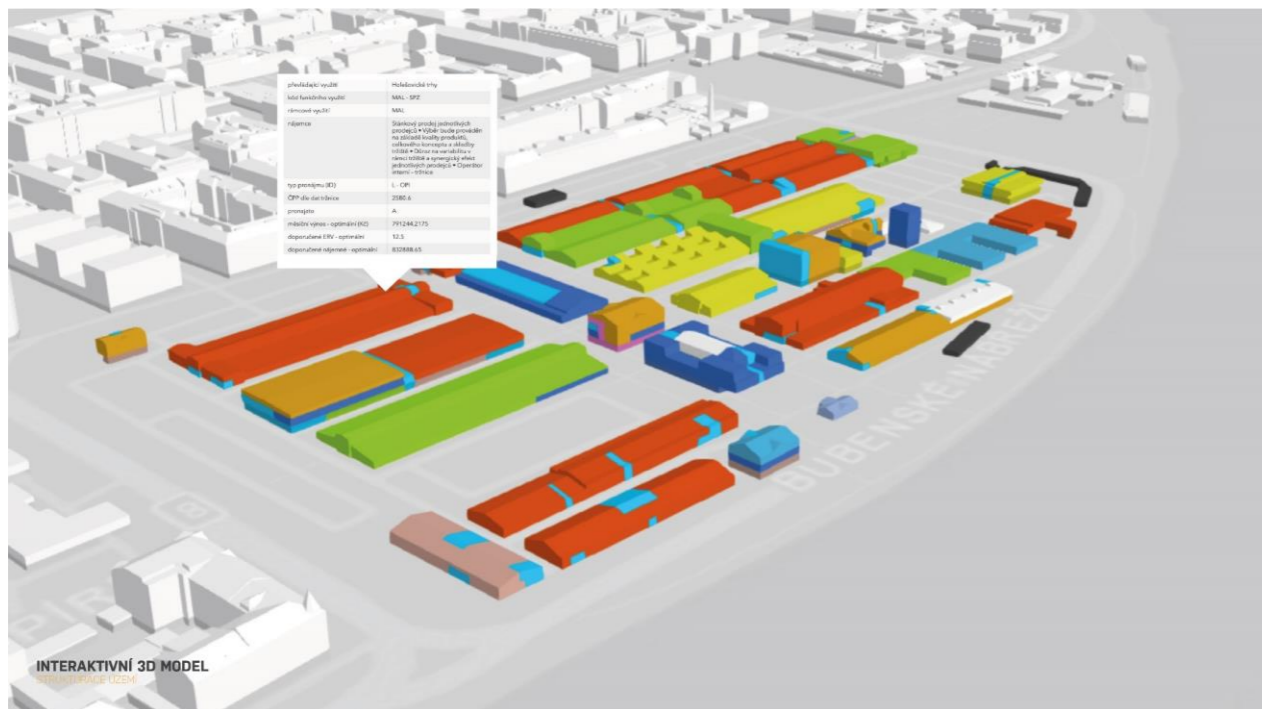 převládající využití Holešovické trhy
kód funkčního využití MAL - SPZ
rámcové využití MAL
nájemce Stánkový prodej jednotlivých
prodejců • Výběr bude prováděn
na základě kvality produktů,
celkového konceptu a skladby
tržiště • Důraz na variabilitu v
rámci tržiště a synergický efekt
jednotlivých prodejců • Operátor
interní - tržnice
typ pronájmu (ID) L - OPI
ČPP dle dat tržnice 2580.6
pronajato A
měsíční výnos - optimální (Kč) 791244.2175
doporučené ERV - optimální 12.5
doporučené nájemné - optimální 832888.65
BUBENSKÉ NÁBŘEŽÍ
B
INTERAKTIVNÍ 3D MODEL
STRUKTURACE ÚZEMÍ